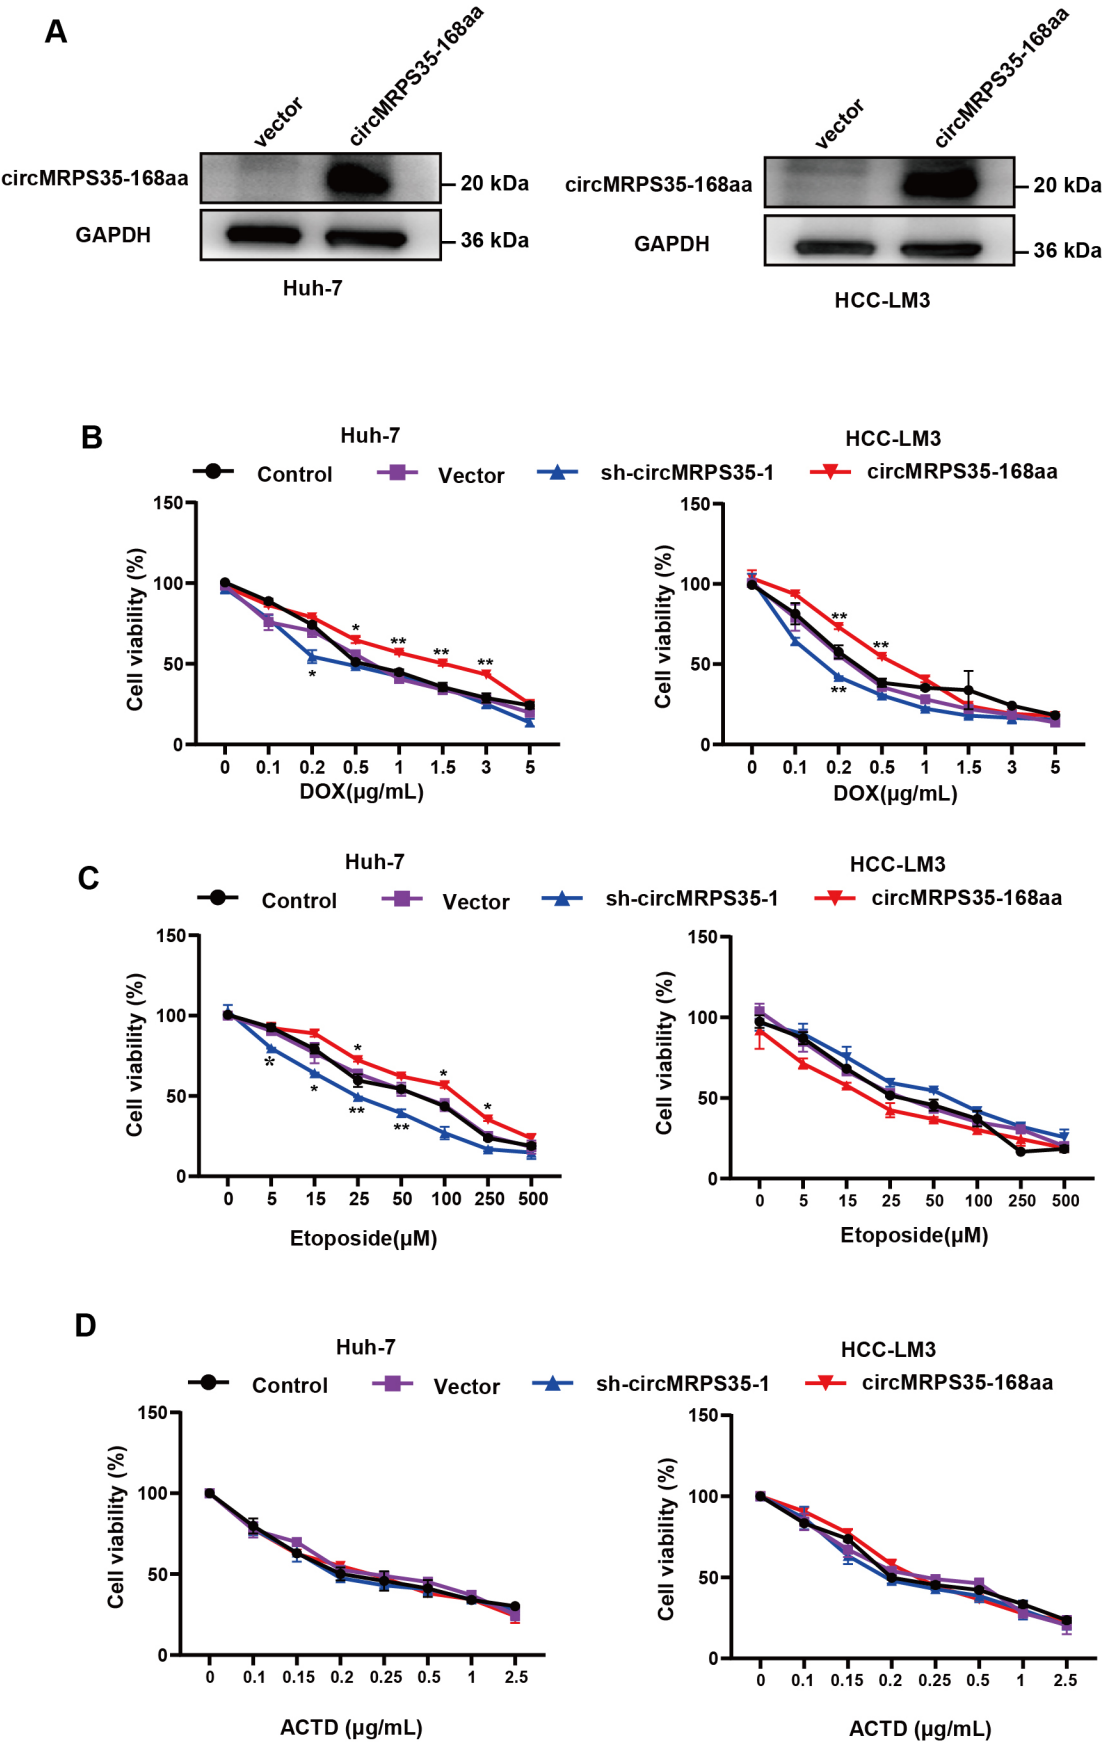 A
vector
circMRPS35-168aa
circMRPS35-168aa
20 kDa
GAPDH
36 kDa
Huh-7
vector
circMRPS35-168aa
circMRPS35-168aa
20 kDa
GAPDH
36 kDa
HCC-LM3
B
Huh-7
HCC-LM3
Control
Vector
sh-circMRPS35-1
circMRPS35-168aa
Cell viability (%)
150
100
50
0
*
**
**
**
*
0 0.1 0.2 0.5 1 1.5 3 5
DOX(μg/mL)
Cell viability (%)
150
100
50
0
**
**
**
0 0.1 0.2 0.5 1 1.5 3 5
DOX(μg/mL)
C
Huh-7
HCC-LM3
Control
Vector
sh-circMRPS35-1
circMRPS35-168aa
Cell viability (%)
150
100
50
0
*
*
*
*
*
**
**
0 5 15 25 50 100 250 500
Etoposide(μM)
Cell viability (%)
150
100
50
0
0 5 15 25 50 100 250 500
Etoposide(μM)
D
Huh-7
HCC-LM3
Control
Vector
sh-circMRPS35-1
circMRPS35-168aa
Cell viability (%)
150
100
50
0
0 0.1 0.15 0.2 0.25 0.5 1 2.5
ACTD (μg/mL)
Cell viability (%)
150
100
50
0
0 0.1 0.15 0.2 0.25 0.5 1 2.5
ACTD (μg/mL)